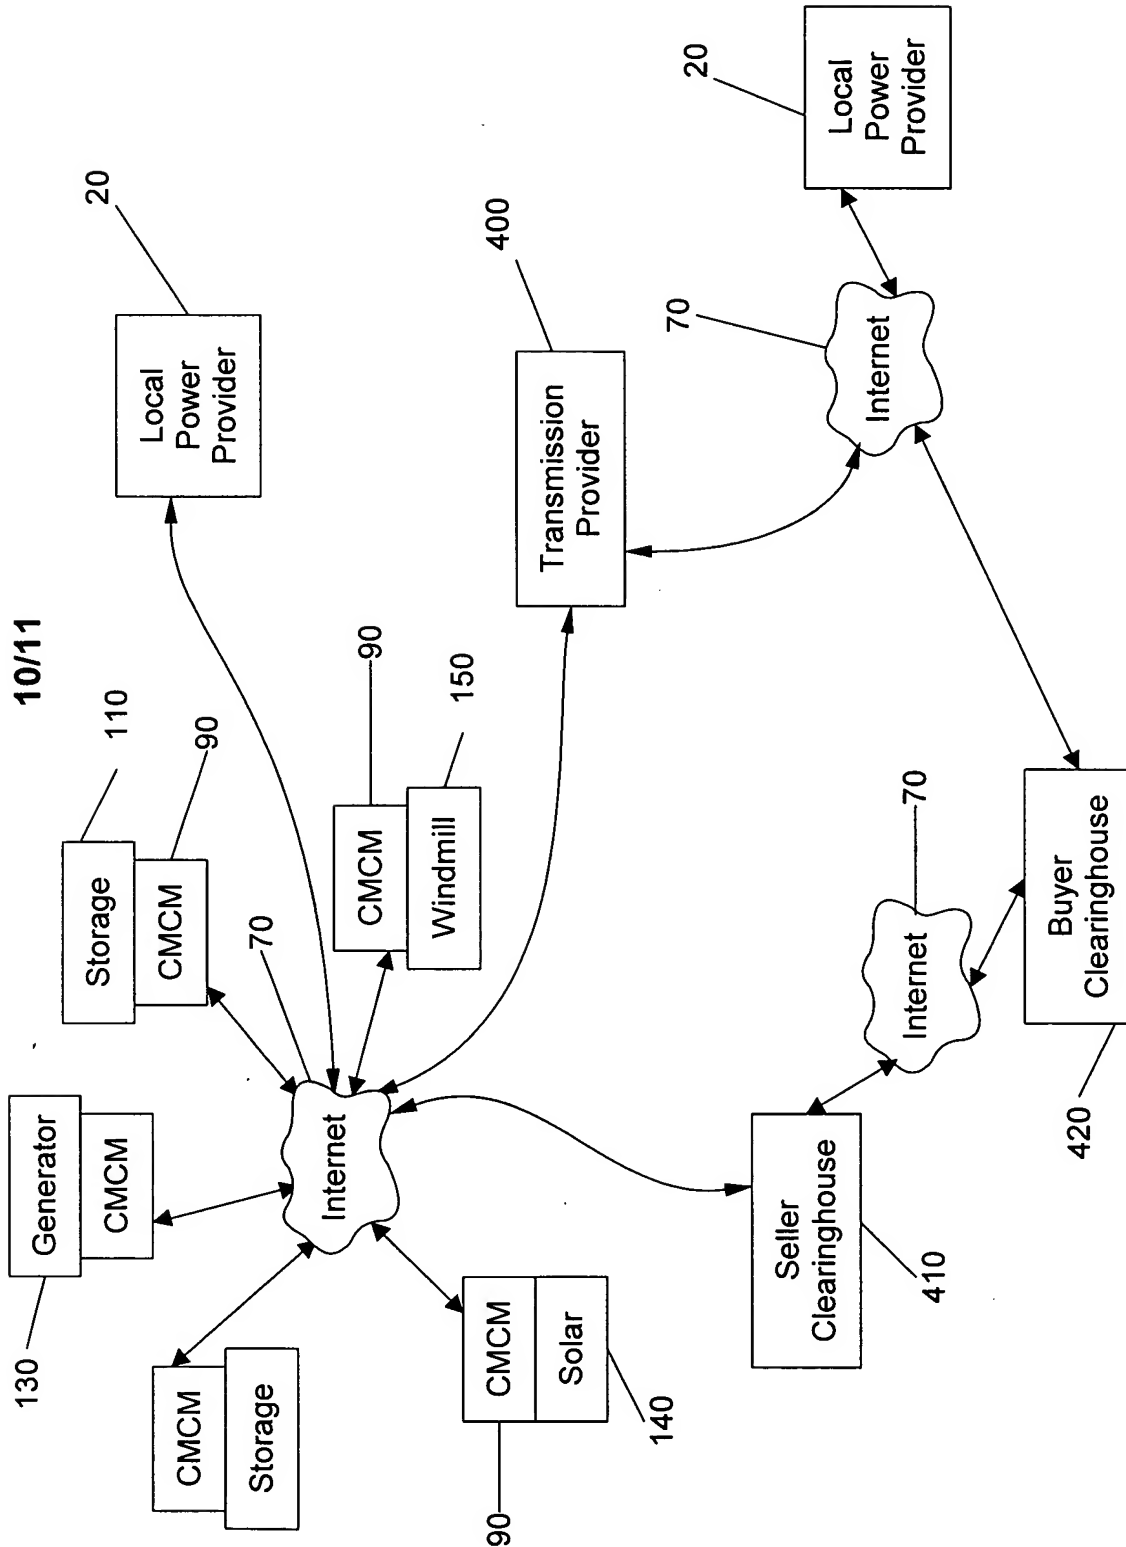 10/11
130
Generator
CMCM
Storage
CMCM
110
90
20
Local
Power
Provider
CMCM
Storage
Internet
70
CMCM
Windmill
90
150
90
CMCM
Solar
140
400
Transmission
Provider
20
Local
Power
Provider
70
Internet
Seller
Clearinghouse
410
Internet
70
Buyer
Clearinghouse
420